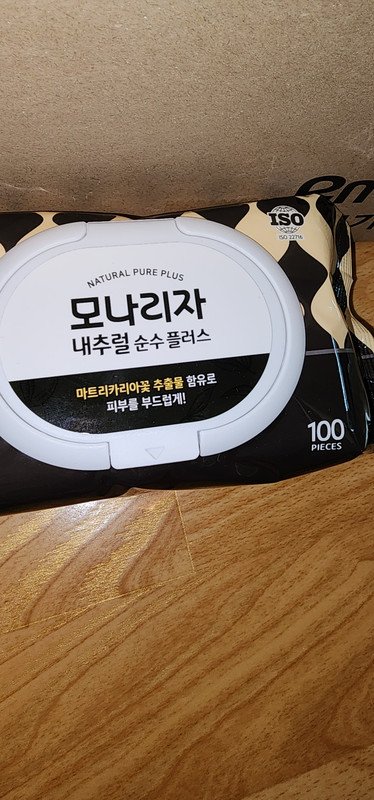 ISO
ISO 22716
NATURAL PURE PLUS
모나리자
내추럴 순수 플러스
마트리카리아꽃 추출물 함유로
피부를 부드럽게!
100
PIECES